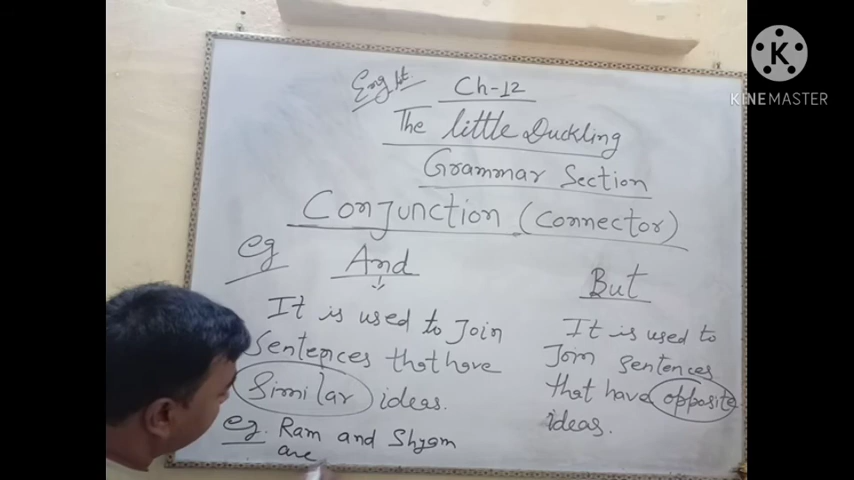 English
Ch-12
The little Duckling
Grammar Section
Conjunction (Connector)
eg And
It is used to Join
Sentences that have
Similar ideas.
eg. Ram and Shyam
are
But
It is used to
Join sentences
that have opposite
ideas.
K
KINEMASTER